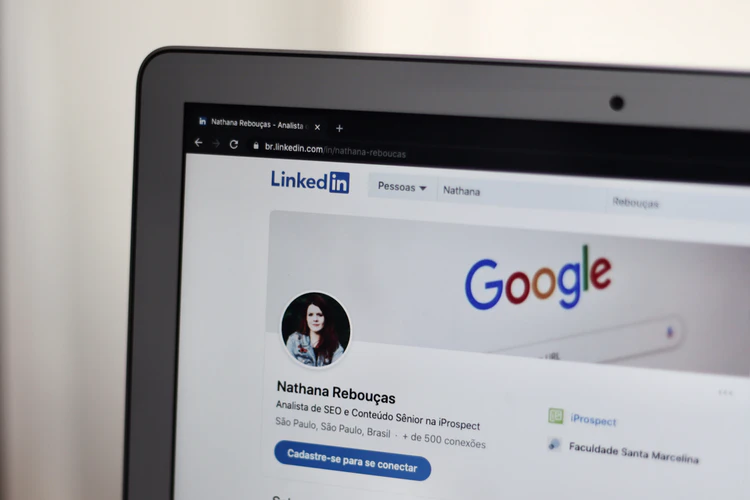 Nathana Rebouças - Analista
br.linkedin.com/in/nathana-reboucas
Linked in
Pessoas
Nathana
Rebouças
Google
URL
Nathana Rebouças
Analista de SEO e Conteúdo Sênior na iProspect
São Paulo, São Paulo, Brasil · + de 500 conexões
Cadastre-se para se conectar
iProspect
Faculdade Santa Marcelina